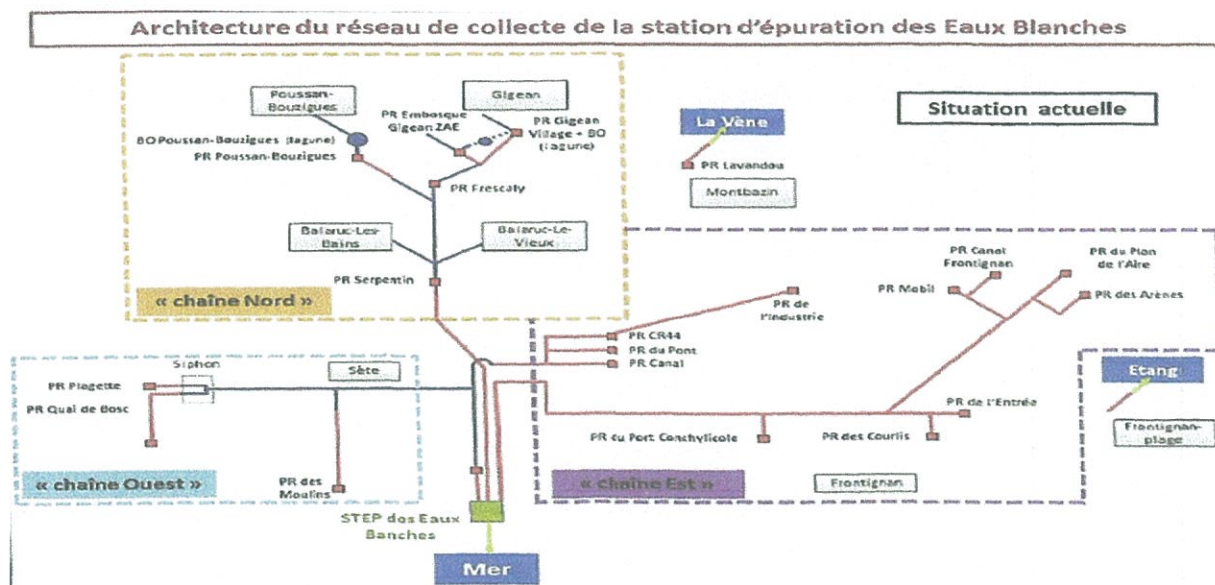 Architecture du réseau de collecte de la station d'épuration des Eaux Blanches
Situation actuelle
Poussan-
Bouzigues
Gigean
PR Embosque
Gigean ZAE
PR Gigean
Village + BO
(lagune)
BO Poussan-Bouzigues (lagune)
PR Poussan-Bouzigues
PR Frescaly
La Vène
PR Lavandou
Montbazin
Balaruc-Les-
Bains
Balaruc-Le-
Vieux
PR Serpentin
« chaîne Nord »
PR Canal
Frontignan
PR du Plan
de l'Aire
PR Mobil
PR des Arènes
PR de
l'Industrie
PR CR44
PR du Pont
PR Canal
Siphon
Sète
PR Plagette
PR Quai de Bosc
PR des
Moulins
« chaîne Ouest »
Etang
Frontignan-
plage
PR de l'Entrée
PR du Port Conchylicole
PR des Courlis
« chaîne Est »
Frontignan
STEP des Eaux
Banches
Mer